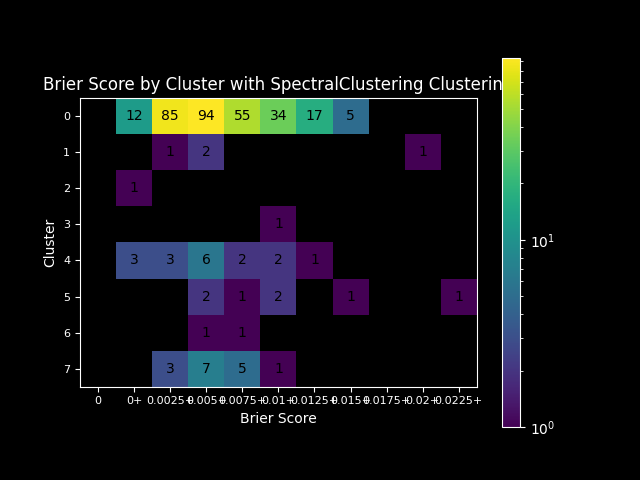 Brier Score by Cluster with SpectralClustering Clusterin
0 12 85 94 55 34 17 5
1 1 2 1
2 1
3 1
4 3 3 6 2 2 1
5 2 1 2 1 1
6 1 1
7 3 7 5 1
0 0+ 0.0025+ 0.005+ 0.0075+ 0.01+ 0.0125+ 0.015+ 0.0175+ 0.02+ 0.0225+
Brier Score
Cluster
10¹
10⁰